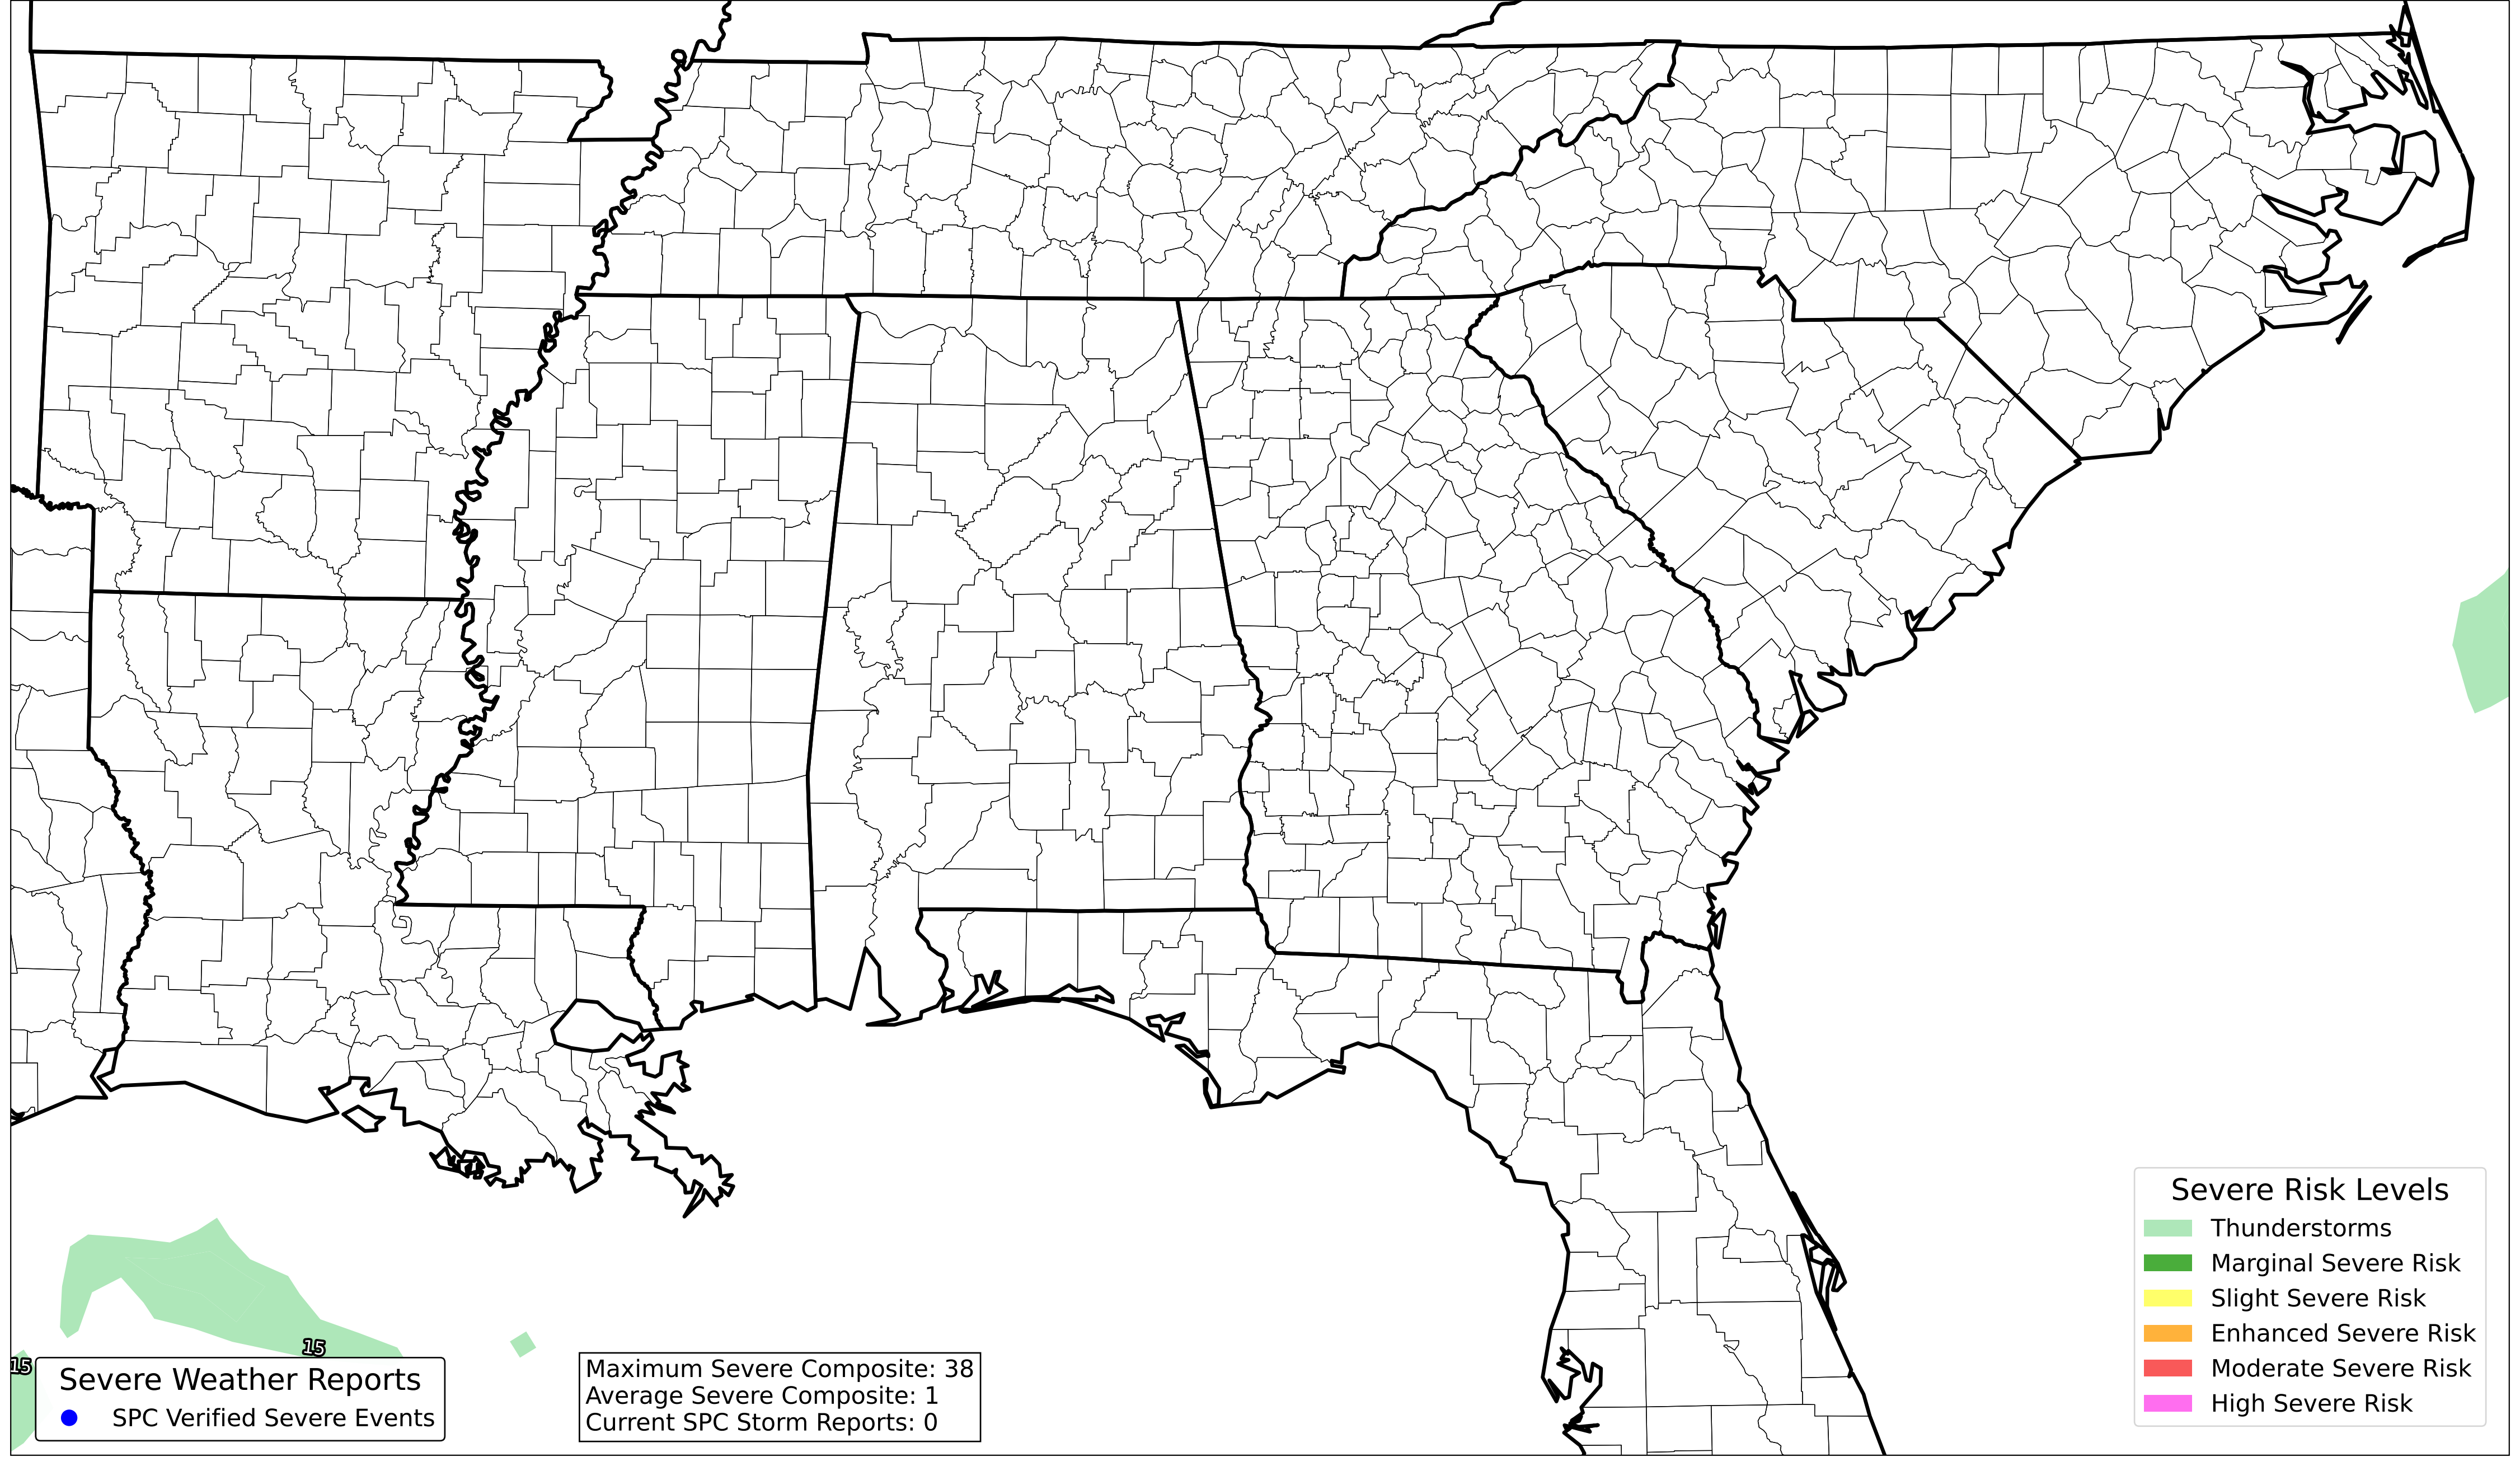 Severe Risk Levels
Thunderstorms
Marginal Severe Risk
Slight Severe Risk
Enhanced Severe Risk
Moderate Severe Risk
High Severe Risk
15
15
Severe Weather Reports
SPC Verified Severe Events
Maximum Severe Composite: 38
Average Severe Composite: 1
Current SPC Storm Reports: 0